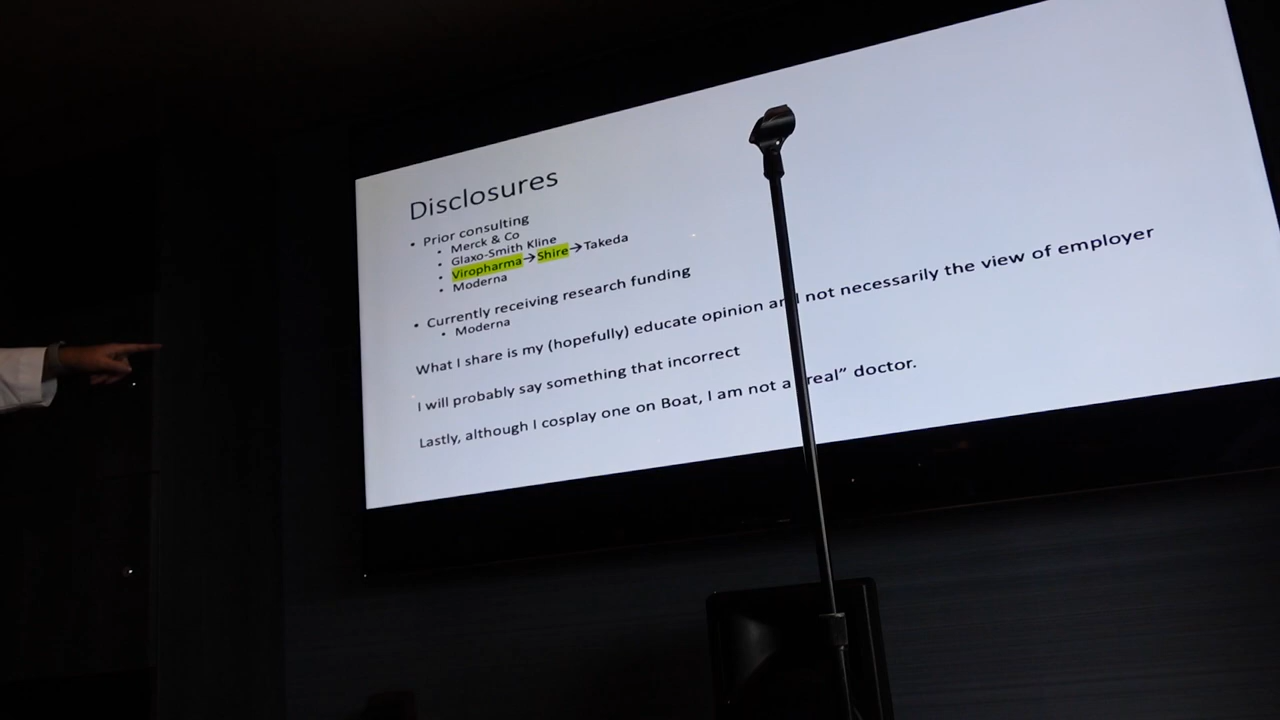 Disclosures
• Prior consulting
• Merck & Co
• Glaxo-Smith Kline
• Viropharma→Shire→Takeda
• Moderna
• Currently receiving research funding
• Moderna
What I share is my (hopefully) educate opinion and not necessarily the view of employer
I will probably say something that incorrect
Lastly, although I cosplay one on Boat, I am not a "real” doctor.